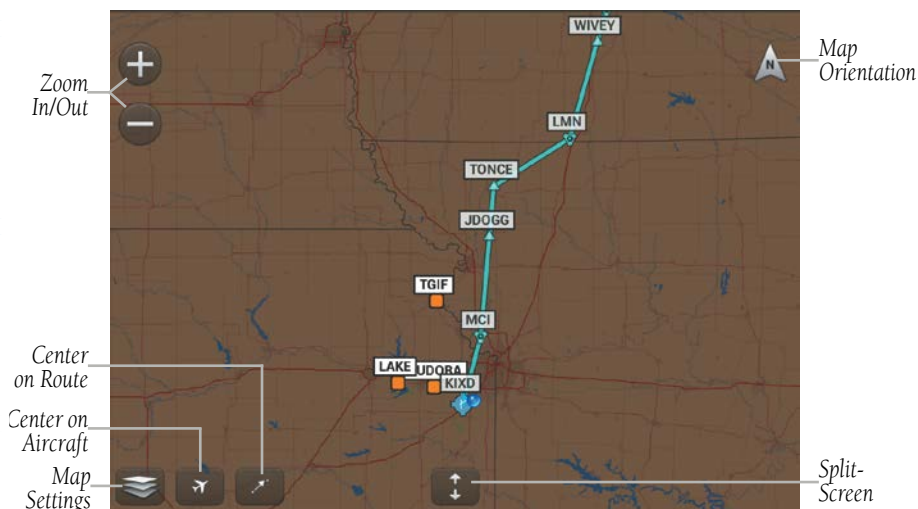 WIVEY
Zoom
In/Out
N
Map
Orientation
LMN
TONCE
JDOGG
TGIF
MCI
Center
on Route
LAKE
UDORA
KIXD
Center on
Aircraft
Map
Settings
Split-
Screen